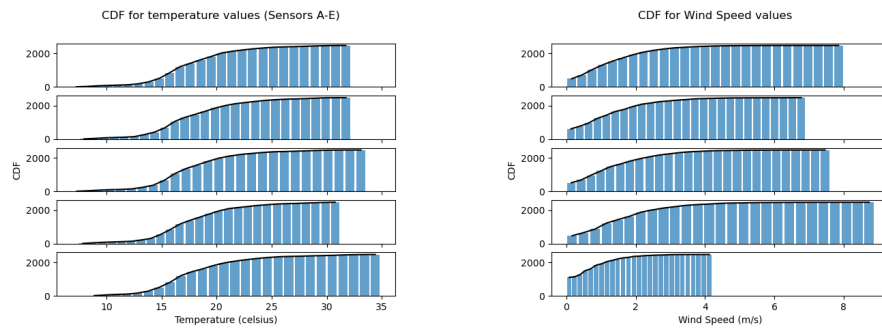 CDF for temperature values (Sensors A-E)
2000
0
2000
0
2000
0
2000
0
2000
0
CDF
10 15 20 25 30 35
Temperature (celsius)
CDF for Wind Speed values
2000
0
2000
0
2000
0
2000
0
2000
0
CDF
0 2 4 6 8
Wind Speed (m/s)